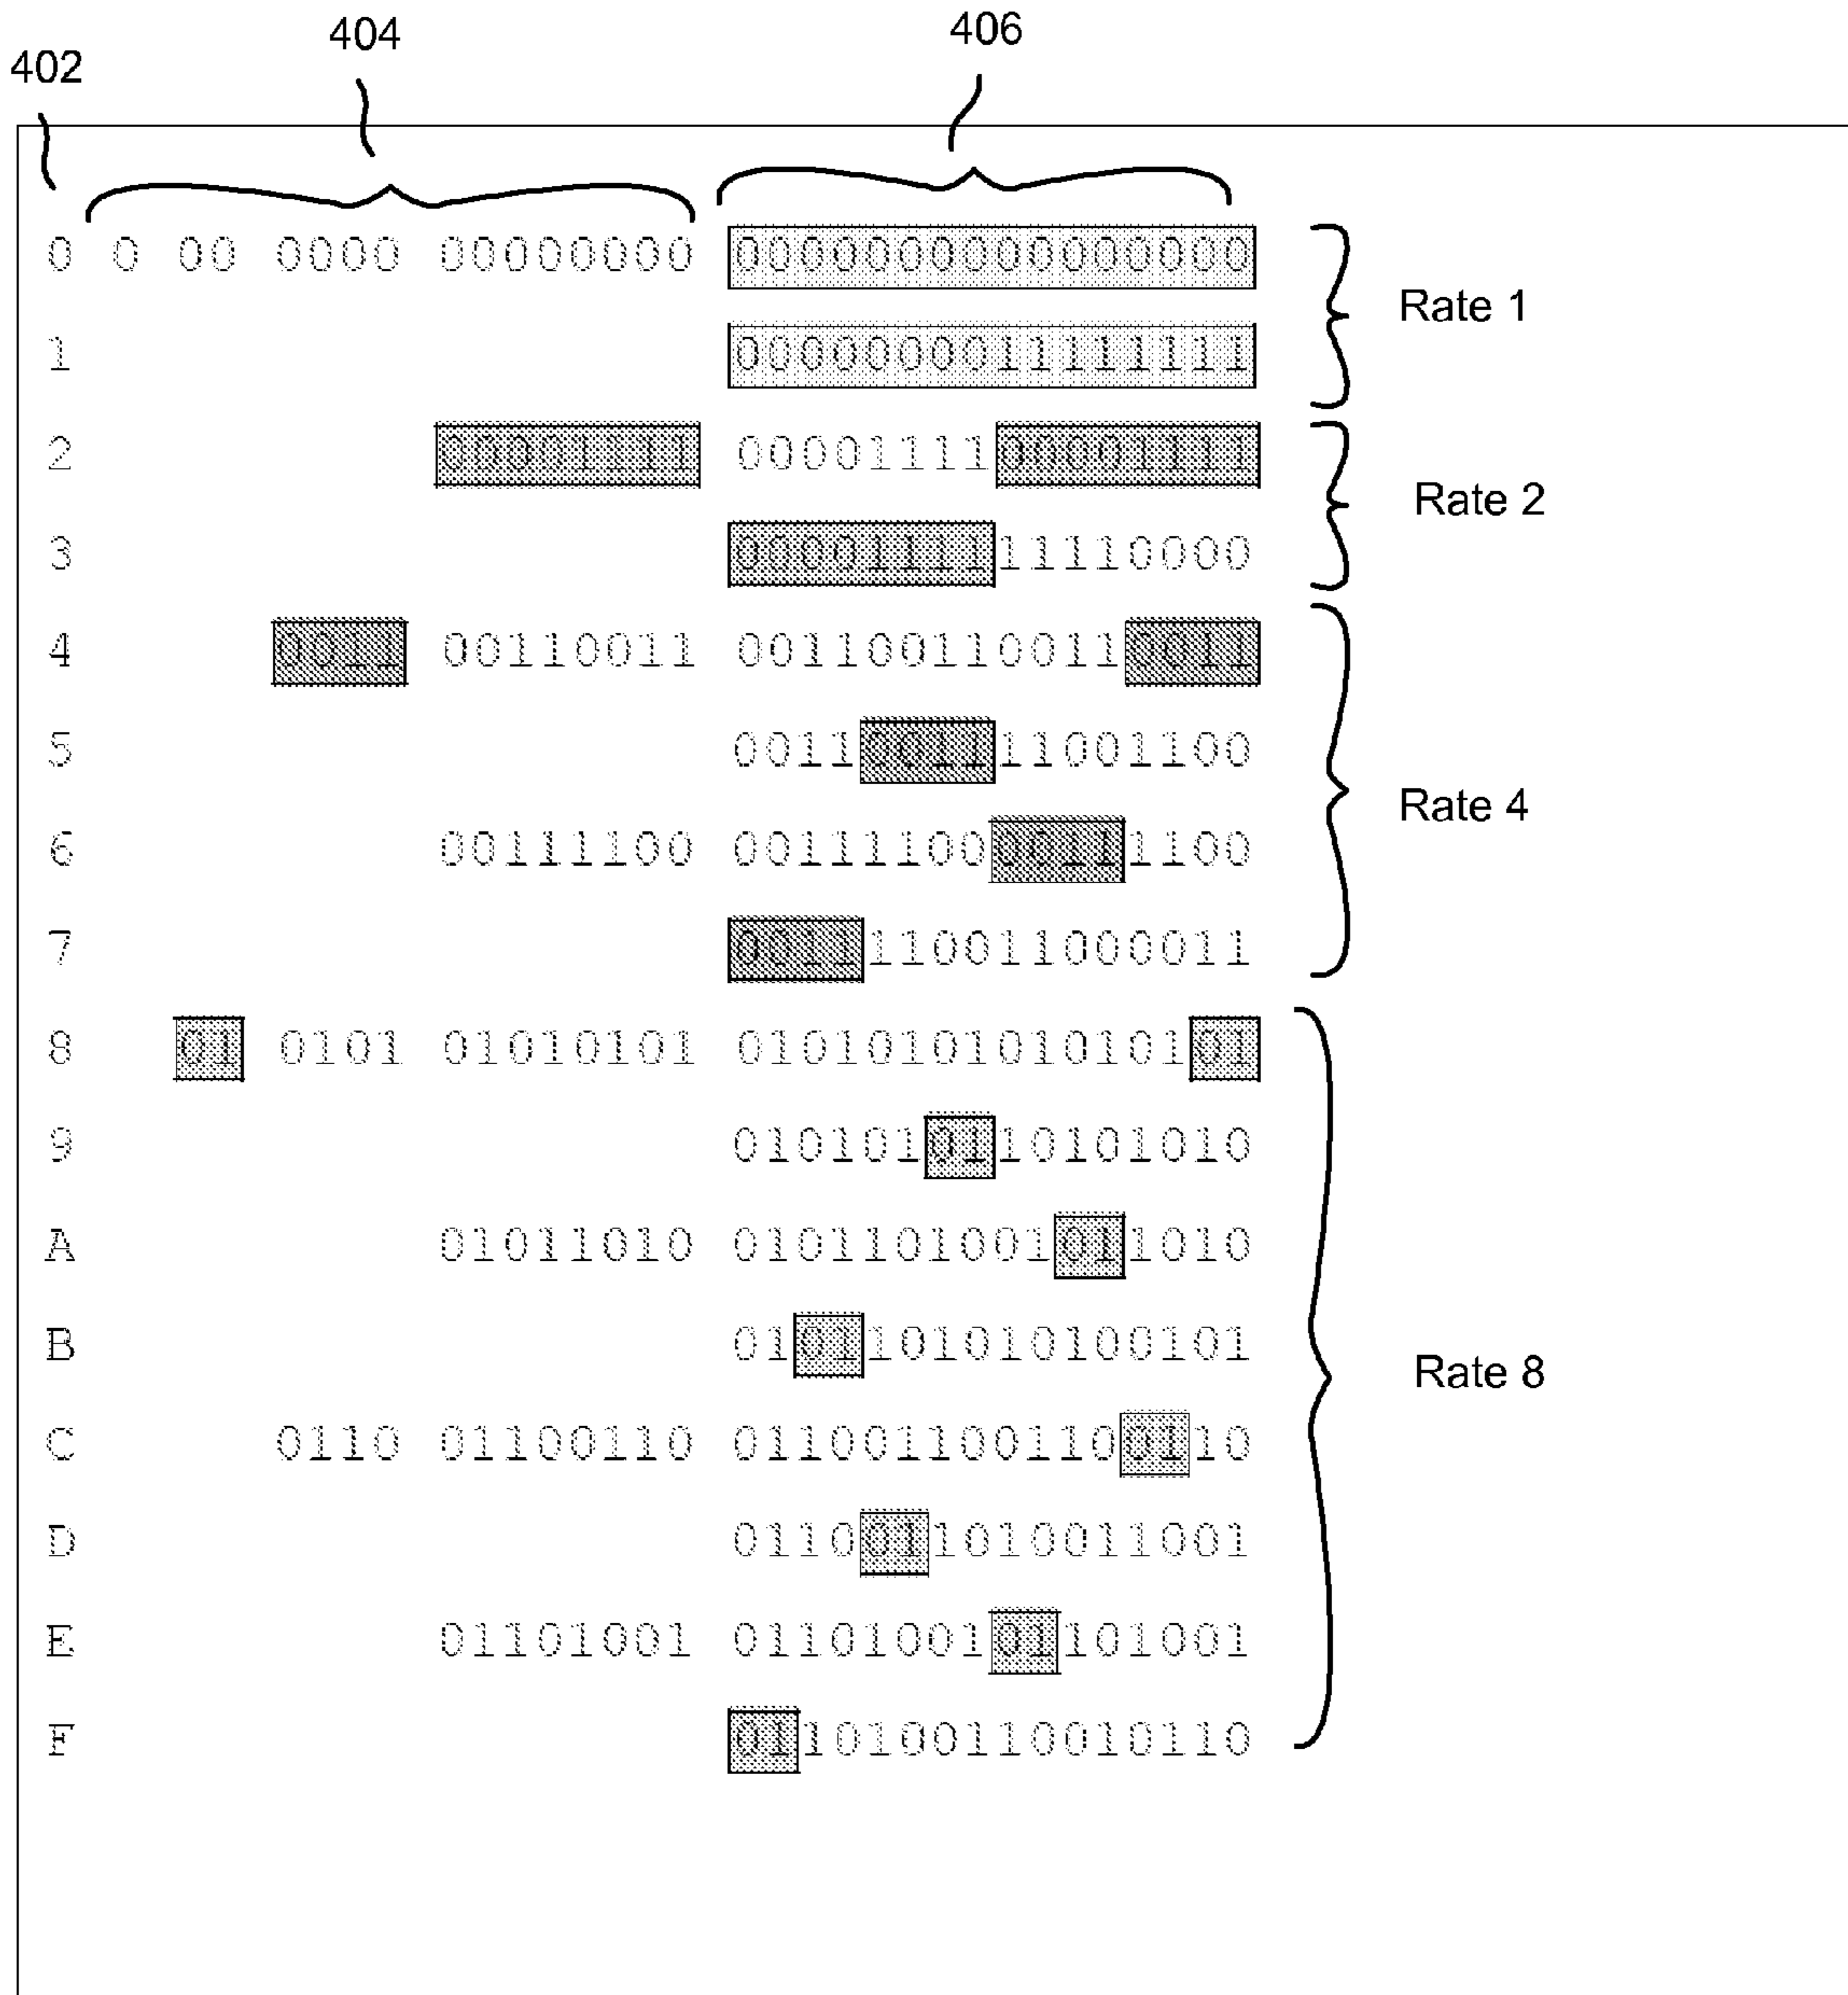 404
406
402
0 0 00 0000 00000000 0000000000000000
Rate 1
1 0000000011111111
2 00001111 0000111100001111
Rate 2
3 0000111111110000
4 0011 00110011 0011001100110011
5 0011001111001100
Rate 4
6 00111100 0011110000111100
7 0011110011000011
8 01 0101 01010101 0101010101010101
9 0101010110101010
A 01011010 0101101001011010
B 0101101010100101
Rate 8
C 0110 01100110 0110011001100110
D 0110011010011001
E 01101001 0110100101101001
F 0110100110010110